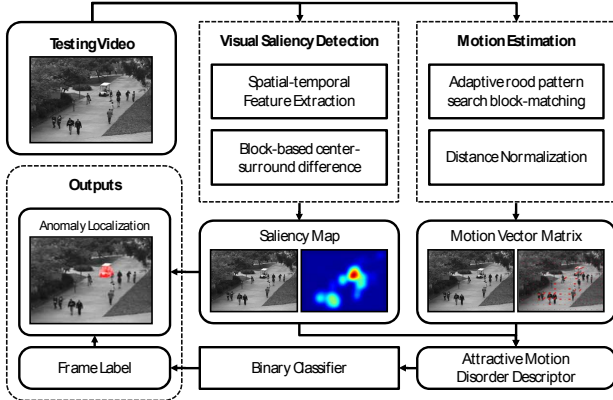 Testing Video
Visual Saliency Detection
Spatial-temporal
Feature Extraction
Block-based center-
surround difference
Motion Estimation
Adaptive rood pattern
search block-matching
Distance Normalization
Outputs
Anomaly Localization
Saliency Map
Motion Vector Matrix
Frame Label
Binary Classifier
Attractive Motion
Disorder Descriptor